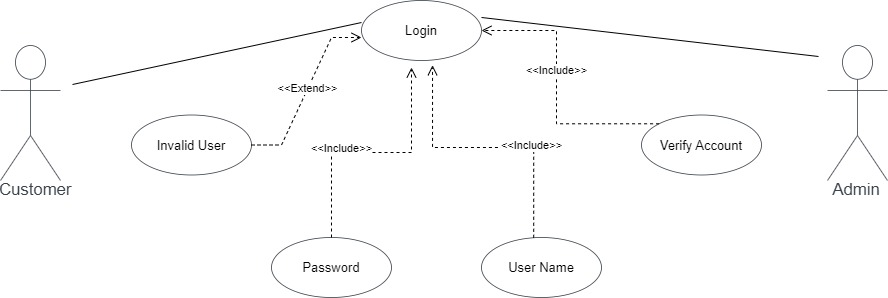 Login
<<Include>>
<<Extend>>
Invalid User
<<Include>>
<<Include>>
Verify Account
Customer
Admin
Password
User Name